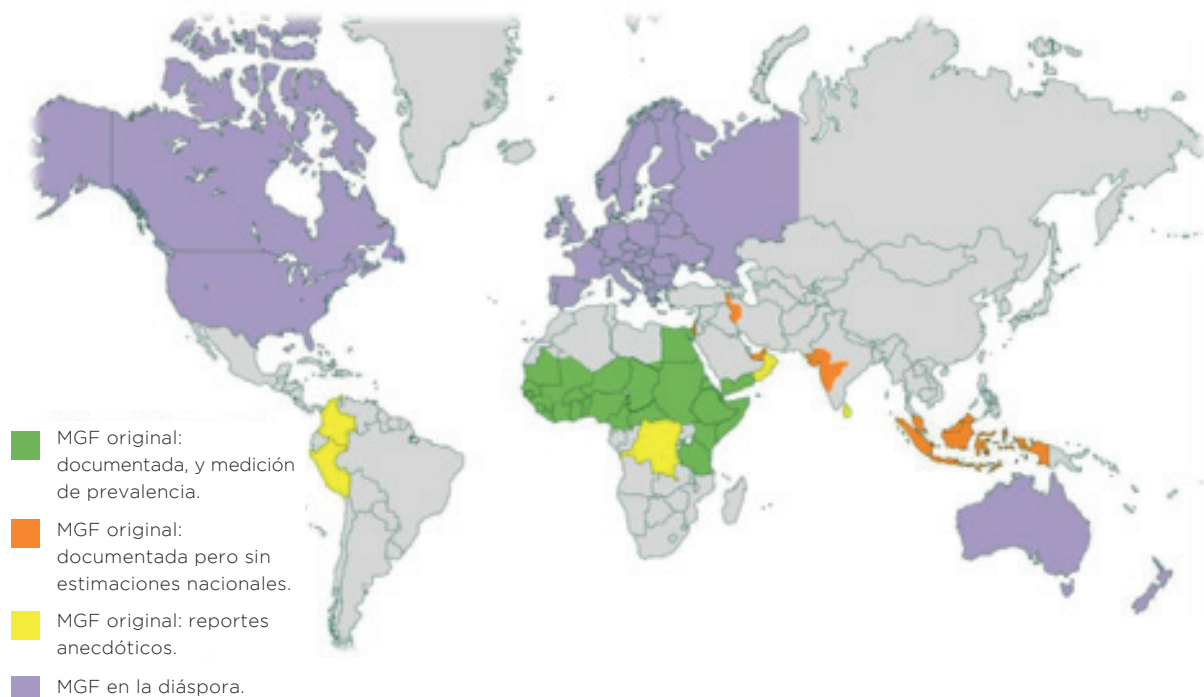 MGF original:
documentada, y medición
de prevalencia.
MGF original:
documentada pero sin
estimaciones nacionales.
MGF original: reportes
anecdóticos.
MGF en la diáspora.